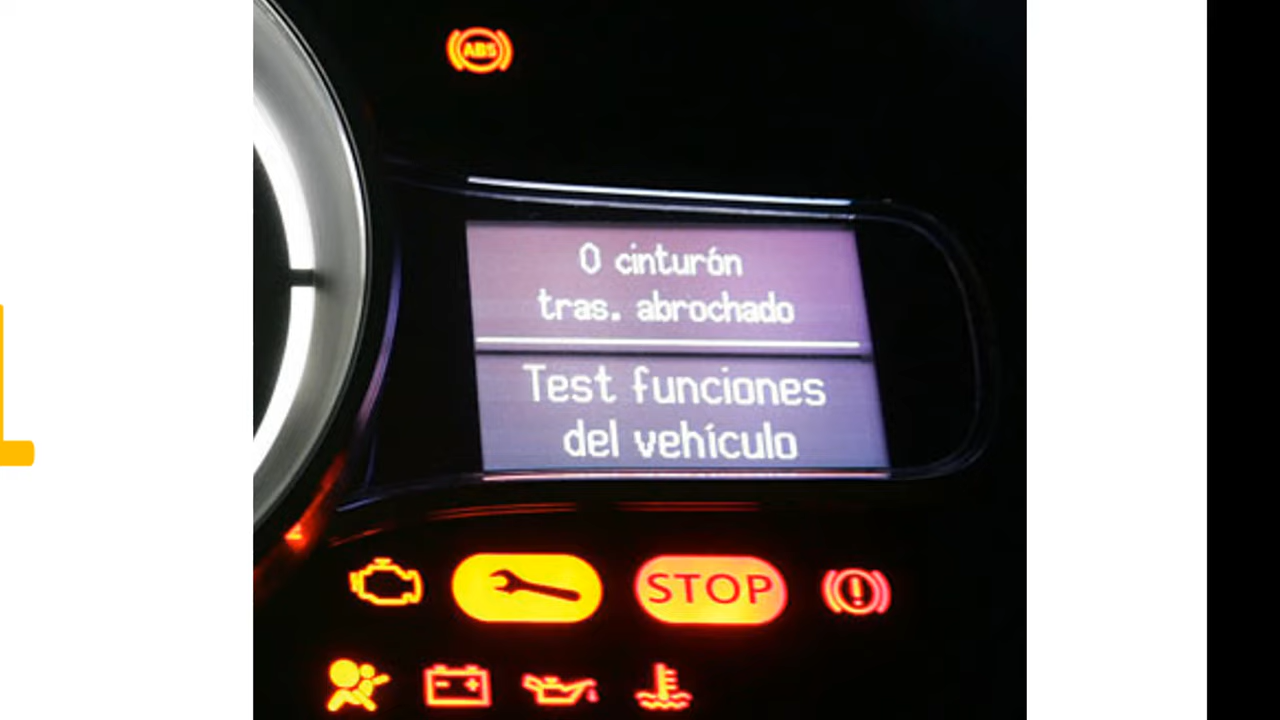 ABS
0 cinturón
tras. abrochado
Test funciones
del vehículo
STOP